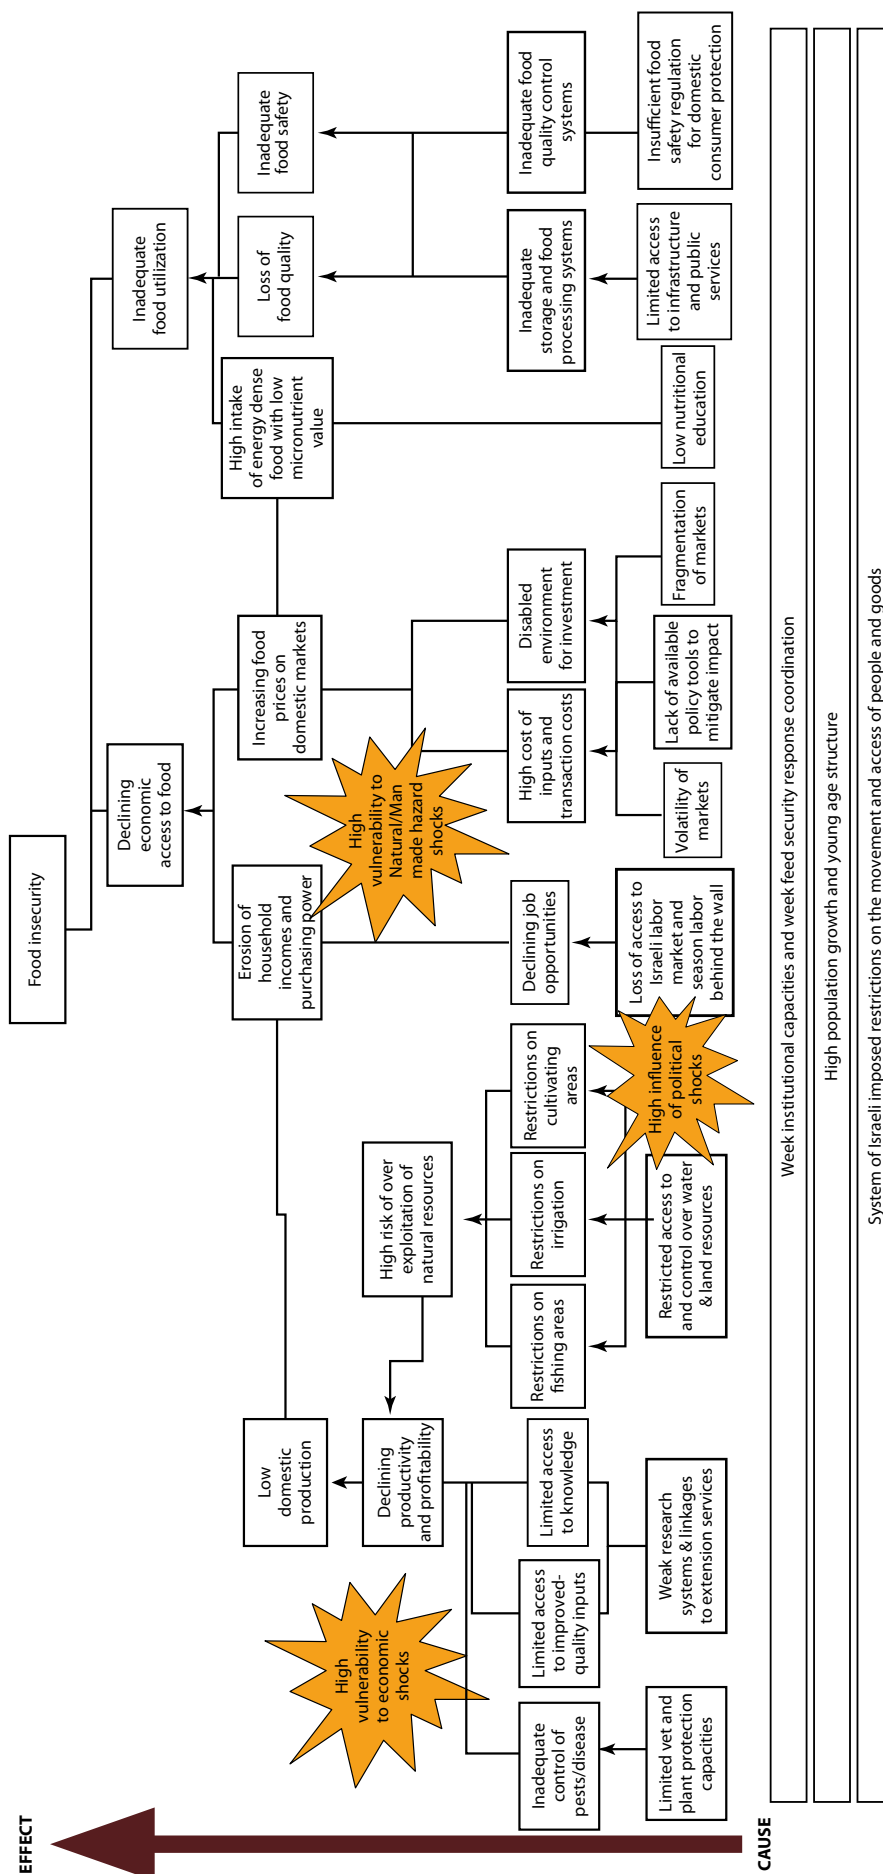 EFFECT
Food insecurity
Declining
economic
access to food
Inadequate
food utilization
Low
domestic
production
Erosion of
household
incomes and
purchasing power
Increasing food
prices on
domestic markets
High intake
of energy dense
food with low
micronutrient
value
Loss of
food quality
Inadequate
food safety
High
vulnerability
to economic
shocks
Declining
productivity
and profitability
High risk of over
exploitation of
natural resources
High
vulnerability to
Natural/Man
made hazard
shocks
Inadequate
control of
pests/disease
Limited access
to improved-
quality inputs
Limited access
to knowledge
Restrictions on
fishing areas
Restrictions on
irrigation
Restrictions on
cultivating
areas
Declining job
opportunities
High cost of
inputs and
transaction costs
Disabled
environment
for investment
Inadequate
storage and food
processing systems
Inadequate food
quality control
systems
Limited vet and
plant protection
capacities
Weak research
systems & linkages
to extension services
Restricted access to
and control over water
& land resources
High influence
of political
shocks
Loss of access to
Israeli labor
market and
season labor
behind the wall
Volatility of
markets
Lack of available
policy tools to
mitigate impact
Fragmentation
of markets
Low nutritional
education
Limited access
to infrastructure
and public
services
Insufficient food
safety regulation
for domestic
consumer protection
CAUSE
Week institutional capacities and week feed security response coordination
High population growth and young age structure
System of Israeli imposed restrictions on the movement and access of people and goods